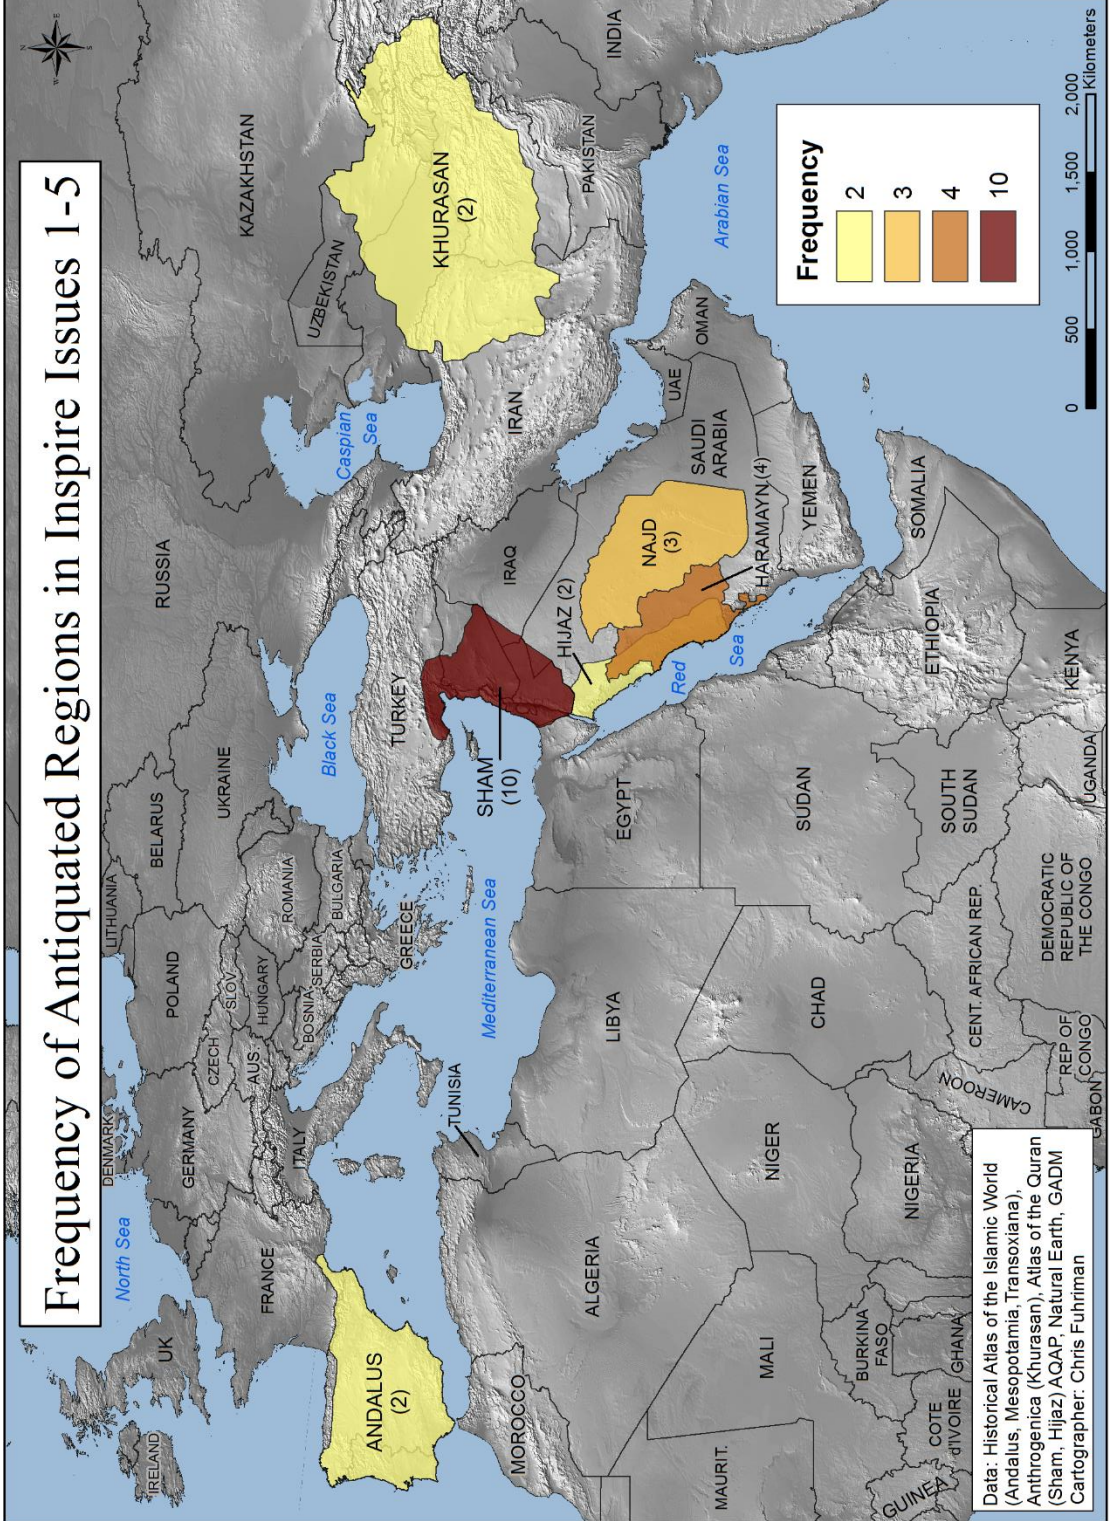 Frequency of Antiquated Regions in Inspire Issues 1-5
N
E
S
W
IRELAND
UK
North Sea
DENMARK
LITHUANIA
BELARUS
RUSSIA
KAZAKHSTAN
GERMANY
POLAND
UKRAINE
CZECH
SLOV.
FRANCE
AUS.
HUNGARY
ROMANIA
UZBEKISTAN
ITALY
BOSNIA
SERBIA
BULGARIA
Black Sea
Caspian
Sea
ANDALUS
(2)
GREECE
TURKEY
KHURASAN
(2)
TUNISIA
Mediterranean Sea
SHAM
(10)
IRAQ
IRAN
MOROCCO
ALGERIA
LIBYA
EGYPT
HIJAZ (2)
PAKISTAN
INDIA
NAJD
(3)
UAE
SAUDI
ARABIA
OMAN
Red
Sea
HARAMAYN (4)
Arabian Sea
MAURIT.
MALI
NIGER
CHAD
SUDAN
YEMEN
BURKINA
FASO
NIGERIA
SOUTH
SUDAN
ETHIOPIA
SOMALIA
GUINEA
COTE
d'IVOIRE
GHANA
CAMEROON
CENT. AFRICAN REP.
GABON
REP OF
CONGO
DEMOCRATIC
REPUBLIC OF
THE CONGO
UGANDA
KENYA
Frequency
2
3
4
10
0
500
1,000
1,500
2,000
Kilometers
Data: Historical Atlas of the Islamic World
(Andalus, Mesopotamia, Transoxiana),
Anthrogenica (Khurasan), Atlas of the Quran
(Sham, Hijaz) AQAP, Natural Earth, GADM
Cartographer: Chris Fuhriman